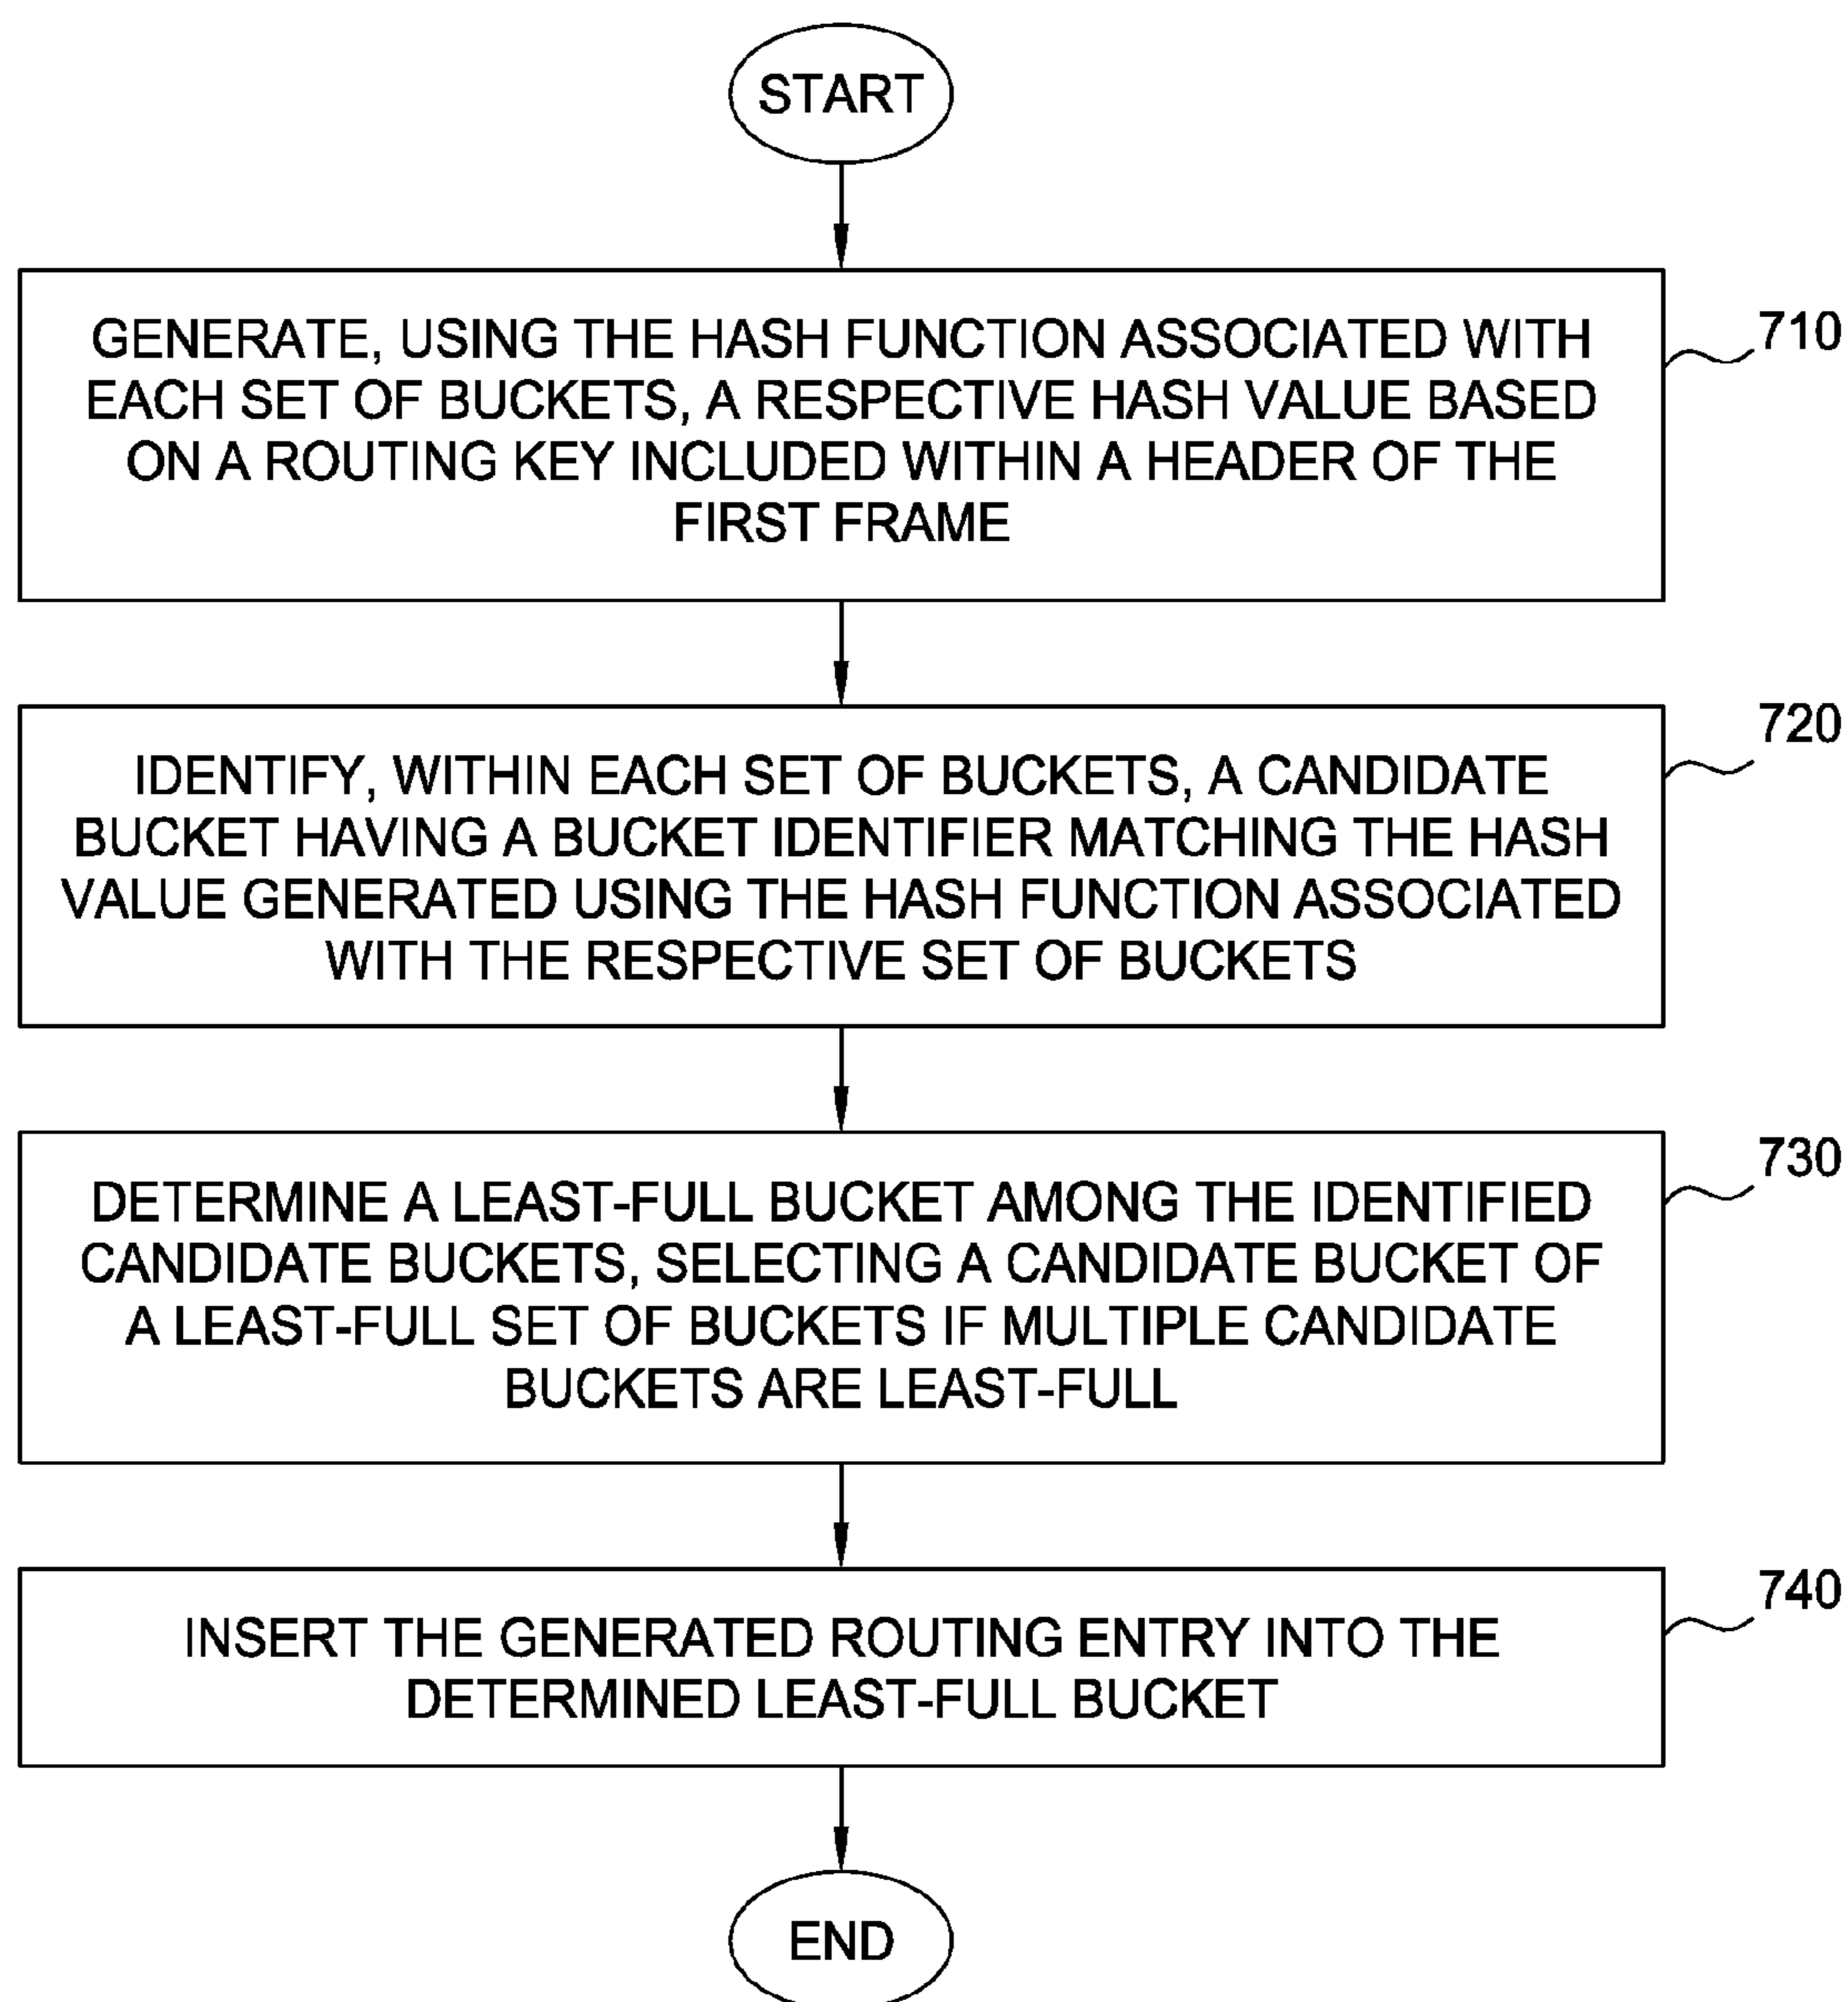 START
GENERATE, USING THE HASH FUNCTION ASSOCIATED WITH
EACH SET OF BUCKETS, A RESPECTIVE HASH VALUE BASED
ON A ROUTING KEY INCLUDED WITHIN A HEADER OF THE
FIRST FRAME
710
IDENTIFY, WITHIN EACH SET OF BUCKETS, A CANDIDATE
BUCKET HAVING A BUCKET IDENTIFIER MATCHING THE HASH
VALUE GENERATED USING THE HASH FUNCTION ASSOCIATED
WITH THE RESPECTIVE SET OF BUCKETS
720
DETERMINE A LEAST-FULL BUCKET AMONG THE IDENTIFIED
CANDIDATE BUCKETS, SELECTING A CANDIDATE BUCKET OF
A LEAST-FULL SET OF BUCKETS IF MULTIPLE CANDIDATE
BUCKETS ARE LEAST-FULL
730
INSERT THE GENERATED ROUTING ENTRY INTO THE
DETERMINED LEAST-FULL BUCKET
740
END